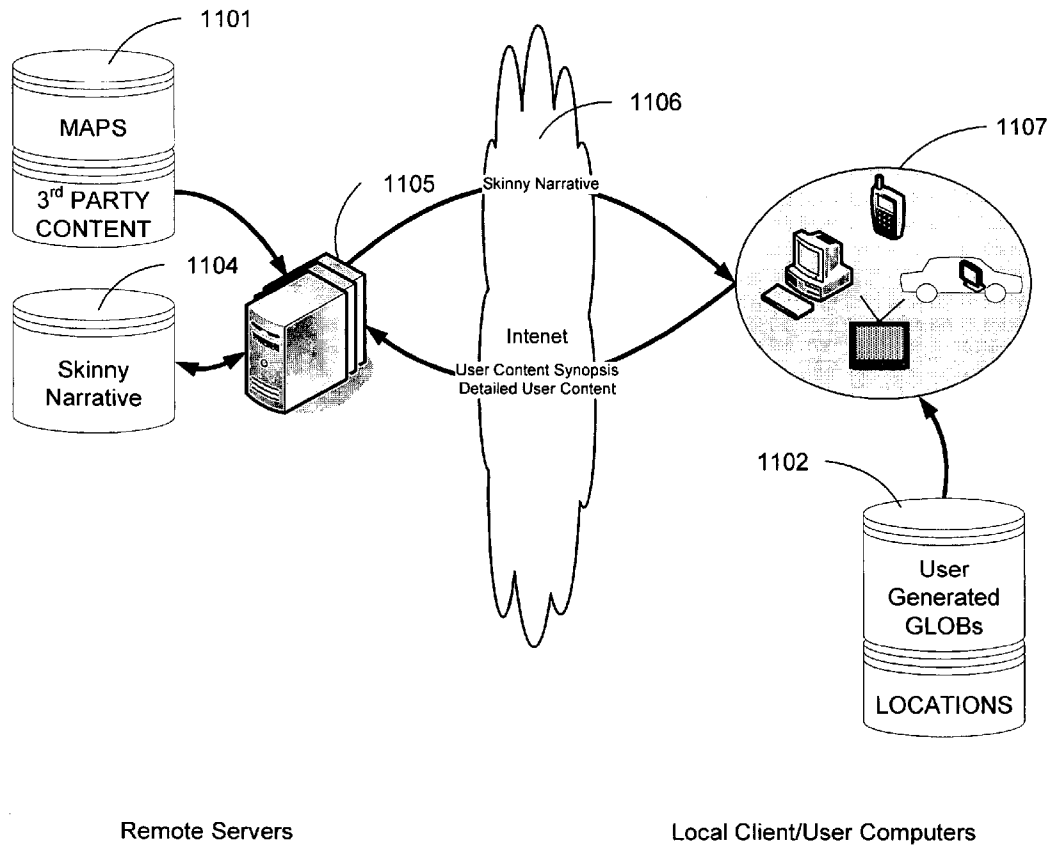 1101
MAPS
3rd PARTY
CONTENT
1104
Skinny
Narrative
1105
1106
Skinny Narrative
Internet
User Content Synopsis
Detailed User Content
1107
1102
User
Generated
GLOBs
LOCATIONS
Remote Servers
Local Client/User Computers